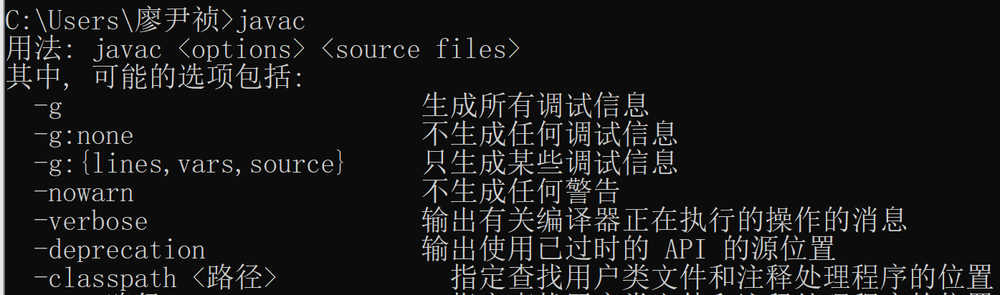 C:\Users\廖尹祯>javac
用法: javac <options> <source files>
其中, 可能的选项包括:
-g 生成所有调试信息
-g:none 不生成任何调试信息
-g:{lines,vars,source} 只生成某些调试信息
-nowarn 不生成任何警告
-verbose 输出有关编译器正在执行的操作的消息
-deprecation 输出使用已过时的 API 的源位置
-classpath <路径> 指定查找用户类文件和注释处理程序的位置